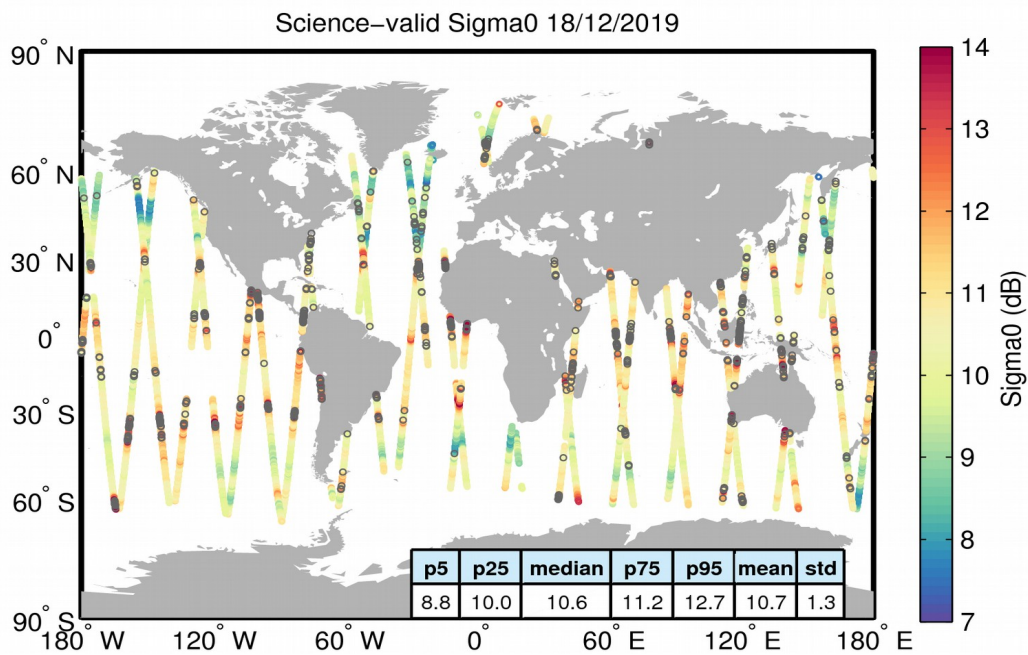 Science−valid Sigma0 18/12/2019
90° N
60° N
30° N
0°
30° S
60° S
90° S
180° W
120° W
60° W
0°
60° E
120° E
180° E
p5 p25 median p75 p95 mean std
8.8 10.0 10.6 11.2 12.7 10.7 1.3
14
13
12
11
10
9
8
7
Sigma0 (dB)